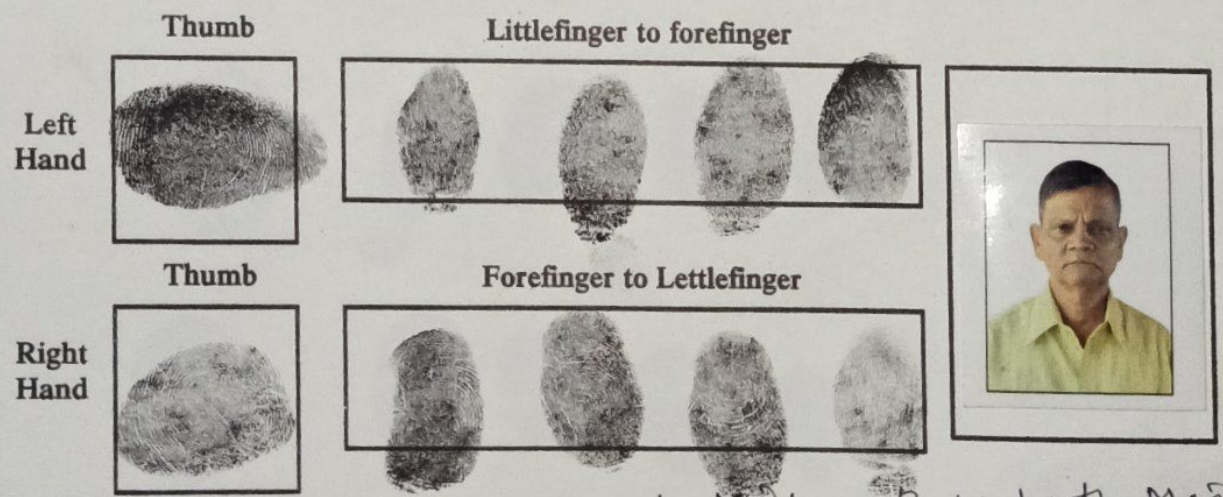 Thumb Littlefinger to forefinger
Left
Hand
Thumb Forefinger to Lettlefinger
Right
Hand